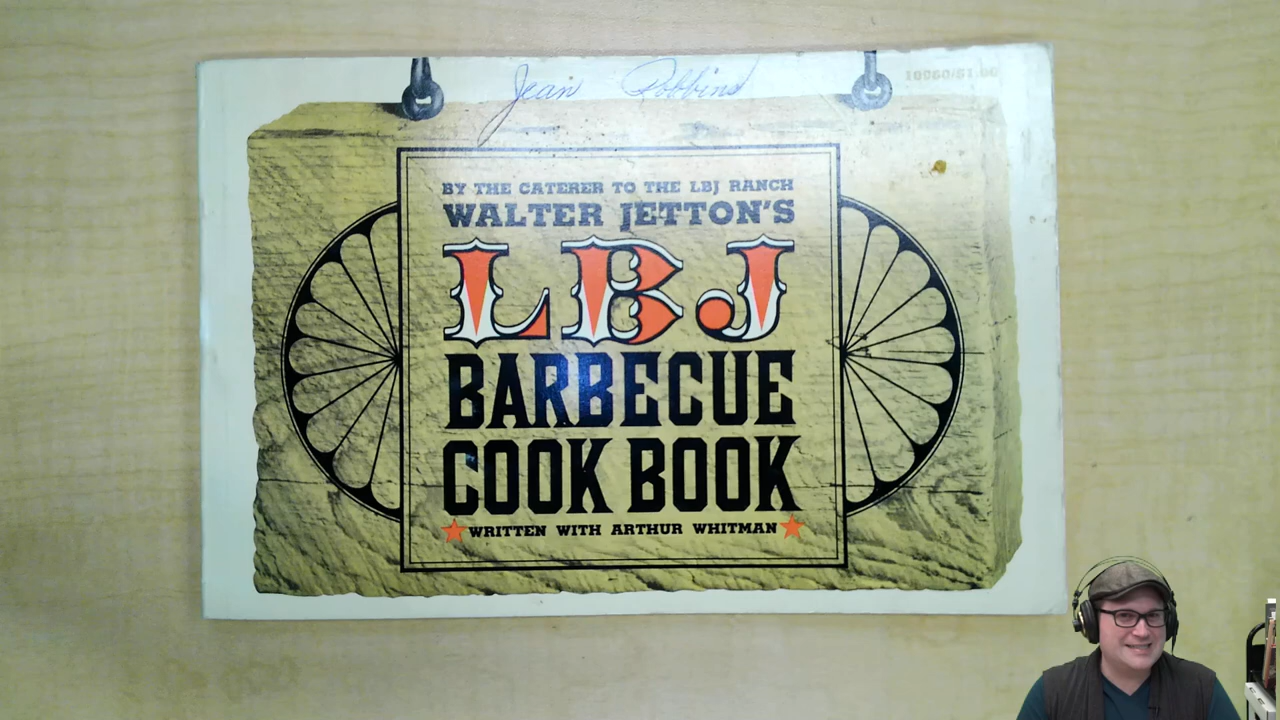 Jean Robbins
10960/$1.00
BY THE CATERER TO THE LBJ RANCH
WALTER JETTON'S
LBJ
BARBECUE
COOK BOOK
WRITTEN WITH ARTHUR WHITMAN